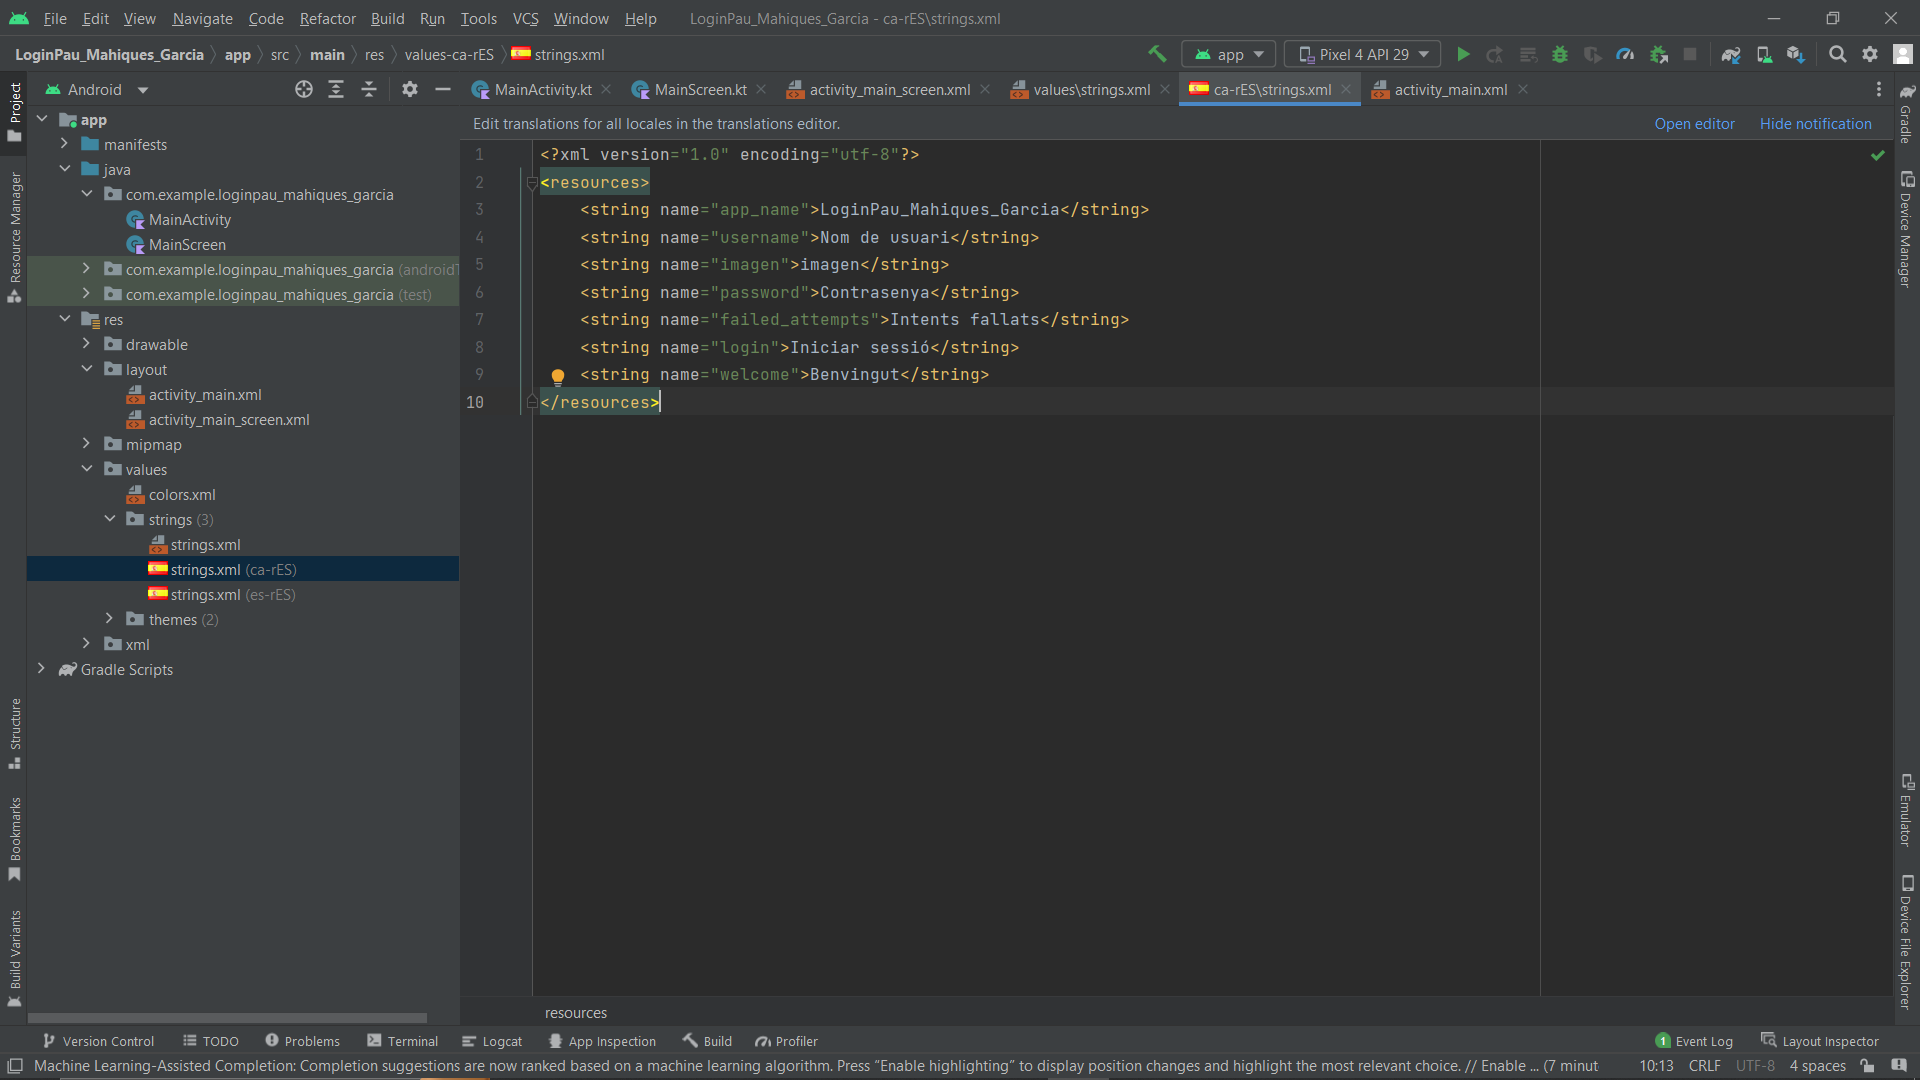 File Edit View Navigate Code Refactor Build Run Tools VCS Window Help LoginPau_Mahiques_Garcia - ca-rES\strings.xml
LoginPau_Mahiques_Garcia app src main res values-ca-rES strings.xml app Pixel 4 API 29
Project
Resource Manager
Structure
Bookmarks
Build Variants
Android
app
manifests
java
com.example.loginpau_mahiques_garcia
MainActivity
MainScreen
com.example.loginpau_mahiques_garcia (androidT
com.example.loginpau_mahiques_garcia (test)
res
drawable
layout
activity_main.xml
activity_main_screen.xml
mipmap
values
colors.xml
strings (3)
strings.xml
strings.xml (ca-rES)
strings.xml (es-rES)
themes (2)
xml
Gradle Scripts
MainActivity.kt MainScreen.kt activity_main_screen.xml values\strings.xml ca-rES\strings.xml activity_main.xml
Edit translations for all locales in the translations editor. Open editor Hide notification
1 <?xml version="1.0" encoding="utf-8"?>
2 <resources>
3 <string name="app_name">LoginPau_Mahiques_Garcia</string>
4 <string name="username">Nom de usuari</string>
5 <string name="imagen">imagen</string>
6 <string name="password">Contrasenya</string>
7 <string name="failed_attempts">Intents fallats</string>
8 <string name="login">Iniciar sessió</string>
9 <string name="welcome">Benvingut</string>
10 </resources>
resources
Gradle
Device Manager
Emulator
Device File Explorer
Version Control TODO Problems Terminal Logcat App Inspection Build Profiler 1 Event Log Layout Inspector
Machine Learning-Assisted Completion: Completion suggestions are now ranked based on a machine learning algorithm. Press “Enable highlighting” to display position changes and highlight the most relevant choice. // Enable ... (7 minut 10:13 CRLF UTF-8 4 spaces